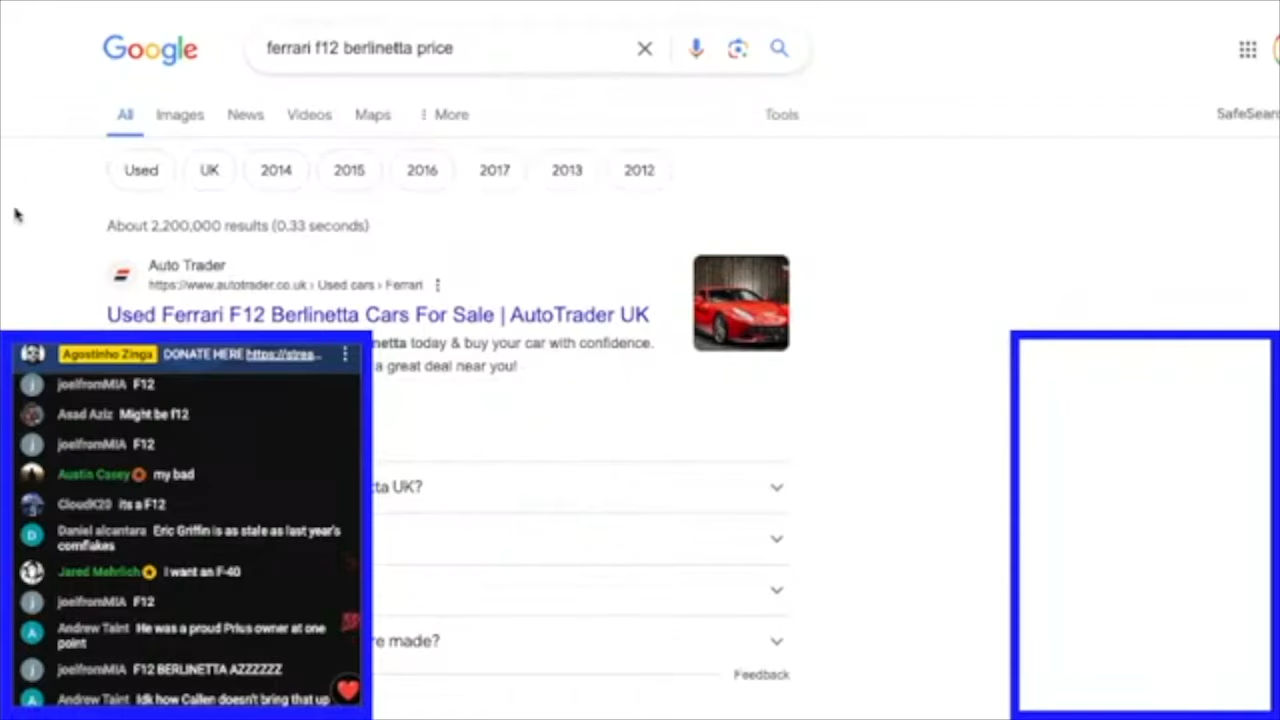 Google
ferrari f12 berlinetta price
All Images News Videos Maps More Tools
SafeSearc
Used UK 2014 2015 2016 2017 2013 2012
About 2,200,000 results (0.33 seconds)
Auto Trader
https://www.autotrader.co.uk › Used cars › Ferrari
Used Ferrari F12 Berlinetta Cars For Sale | AutoTrader UK
netta today & buy your car with confidence.
a great deal near you!
tta UK?
re made?
Feedback
Agostinho Zinga DONATE HERE https://strea...
joelfromMIA F12
Asad Aziz Might be f12
joelfromMIA F12
Austin Casey my bad
CloudK20 its a F12
D Daniel alcantara Eric Griffin is as stale as last year's
cornflakes
Jared Mehrlich I want an F-40
joelfromMIA F12
A Andrew Taint He was a proud Prius owner at one
point
joelfromMIA F12 BERLINETTA AZZZZZZ
A Andrew Taint Idk how Callen doesn't bring that up